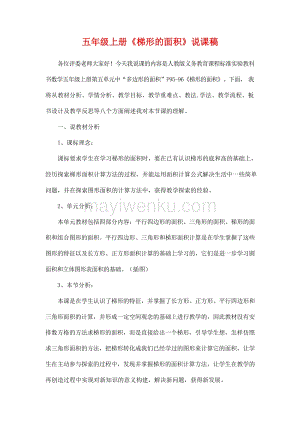 五年级上册《梯形的面积》说课稿
各位评委老师大家好！今天我说课的内容是人教版义务教育课程标准实验教科
书数学五年级上册第五单元中“多边形的面积”P95-96《梯形的面积》。下面，我
将从教材分析、学情分析、教学目标、教学重难点、教法.学法、教学过程、板书
设计及教学反思等八个方面阐述我对本节课的理解。
一、说教材分析
1、课标理念：
课标要求学生在学习梯形的面积时，要在已有认识梯形的底和高的基础上，
经历探索梯形面积计算方法的过程，并能运用面积计算公式解决生活中一些简单
问题，并在探索图形面积的计算方法中，获得教学探索的经验。
2、单元分析：
本单元教材包括四部分内容：平行四边形、三角形和梯形的面积、梯形的面
积和组合图形的面积。平行四边形、三角形和梯形面积计算是在学生掌握了这些
图形的特征以及长方形、正方形面积计算的基础上学习的，它们是进一步学习圆
面积和立体图形表面积的基础。（插图）
3、本节分析：
本课是在学生认识了梯形的特征，并掌握了长方形、正方形、平行四边形和
三角形的面积计算，并形成一定空间观念的基础上进行教学的，因此教材没有安
排数方格的方法求梯形的面积，而是直接给出一个梯形，引导学生想，怎样仿照
求三角形的面积，把梯形转化成我们已经学过的图形来计算它的面积，让学
生在主动参与探索的过程中，发现并掌握梯形的面积计算方法，让学生在数学的
再创造过程中实现对新知识的意义构建，解决新问题，获得新发展。
mayiwenku.com